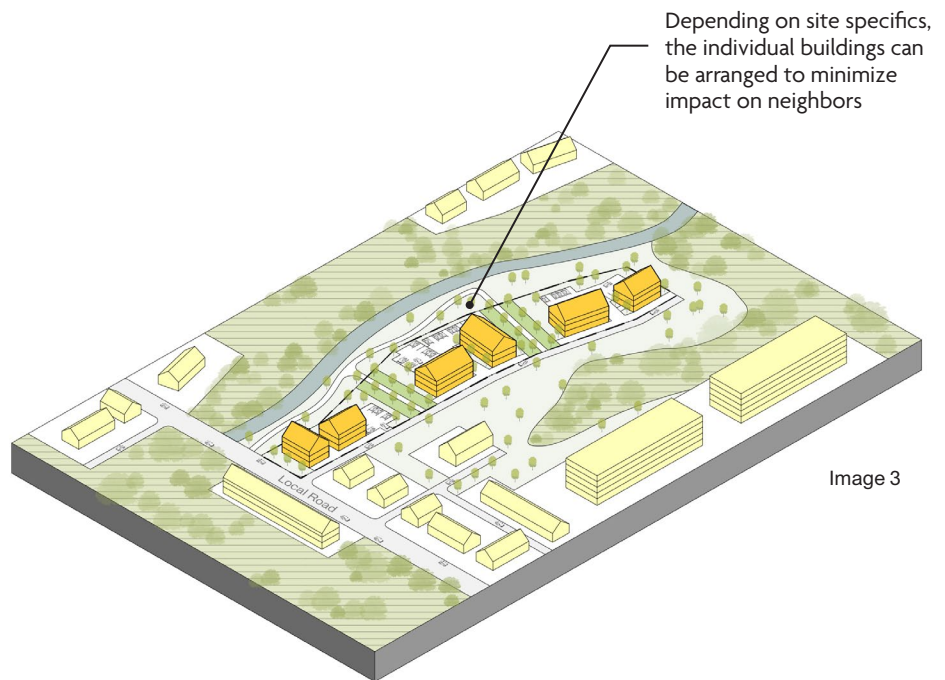 Depending on site specifics,
the individual buildings can
be arranged to minimize
impact on neighbors
Image 3
Local Road